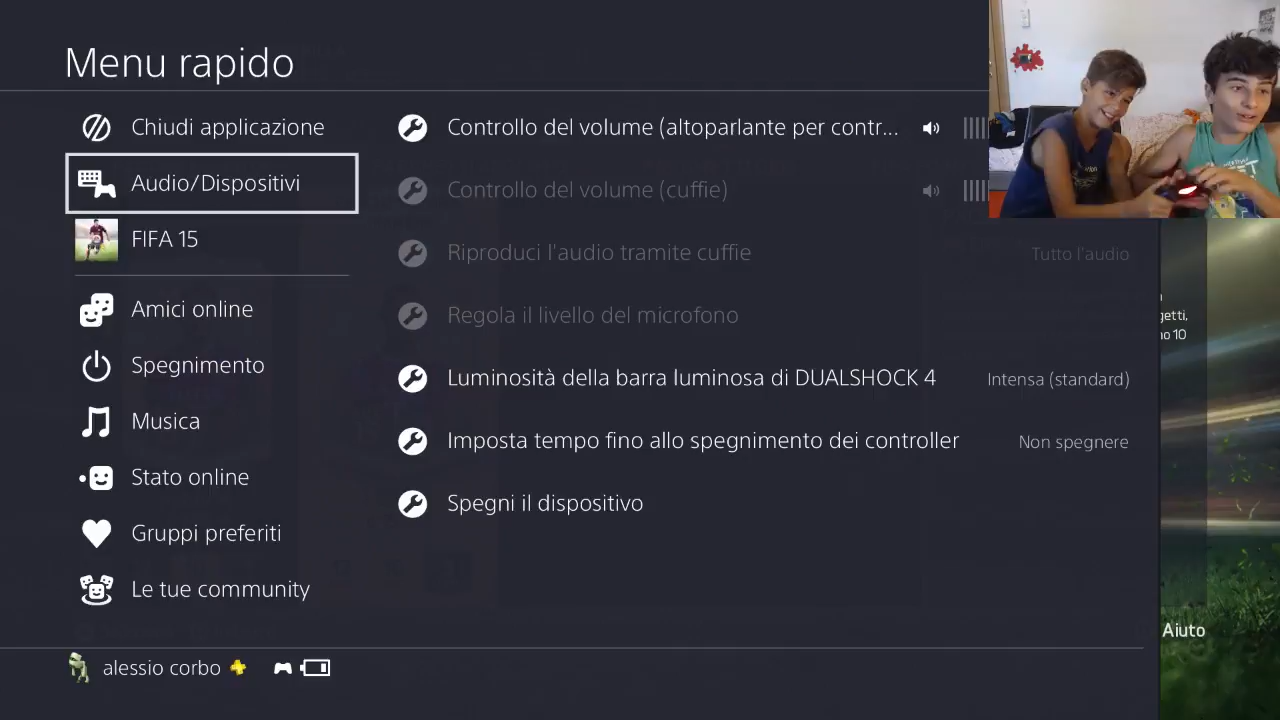 Menu rapido
Chiudi applicazione
Audio/Dispositivi
FIFA 15
Amici online
Spegnimento
Musica
Stato online
Gruppi preferiti
Le tue community
Controllo del volume (altoparlante per contr...
Controllo del volume (cuffie)
Riproduci l'audio tramite cuffie Tutto l'audio
Regola il livello del microfono
Luminosità della barra luminosa di DUALSHOCK 4 Intensa (standard)
Imposta tempo fino allo spegnimento dei controller Non spegnere
Spegni il dispositivo
getti,
10
Aiuto
alessio corbo